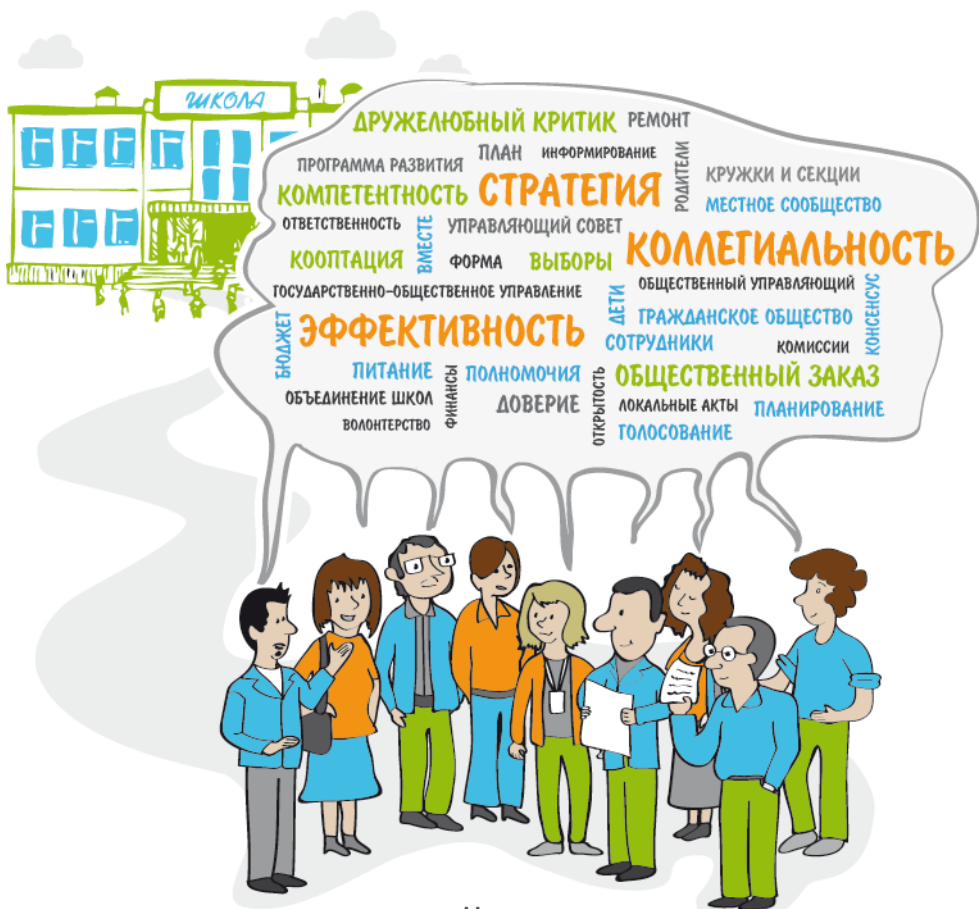 ШКОЛА
ДРУЖЕЛЮБНЫЙ КРИТИК
РЕМОНТ
ПЛАН
ИНФОРМИРОВАНИЕ
РОДИТЕЛИ
ПРОГРАММА РАЗВИТИЯ
КРУЖКИ И СЕКЦИИ
КОМПЕТЕНТНОСТЬ
СТРАТЕГИЯ
МЕСТНОЕ СООБЩЕСТВО
ОТВЕТСТВЕННОСТЬ
ВМЕСТЕ
УПРАВЛЯЮЩИЙ СОВЕТ
КОЛЛЕГИАЛЬНОСТЬ
КООПТАЦИЯ
ФОРМА
ВЫБОРЫ
ОБЩЕСТВЕННЫЙ УПРАВЛЯЮЩИЙ
ГОСУДАРСТВЕННО-ОБЩЕСТВЕННОЕ УПРАВЛЕНИЕ
ДЕТИ
КОНСЕНСУС
БЮДЖЕТ
ЭФФЕКТИВНОСТЬ
ГРАЖДАНСКОЕ ОБЩЕСТВО
СОТРУДНИКИ
КОМИССИИ
ПИТАНИЕ
ФИНАНСЫ
ПОЛНОМОЧИЯ
ОТКРЫТОСТЬ
ОБЩЕСТВЕННЫЙ ЗАКАЗ
ОБЪЕДИНЕНИЕ ШКОЛ
ДОВЕРИЕ
ЛОКАЛЬНЫЕ АКТЫ
ПЛАНИРОВАНИЕ
ВОЛОНТЕРСТВО
ГОЛОСОВАНИЕ